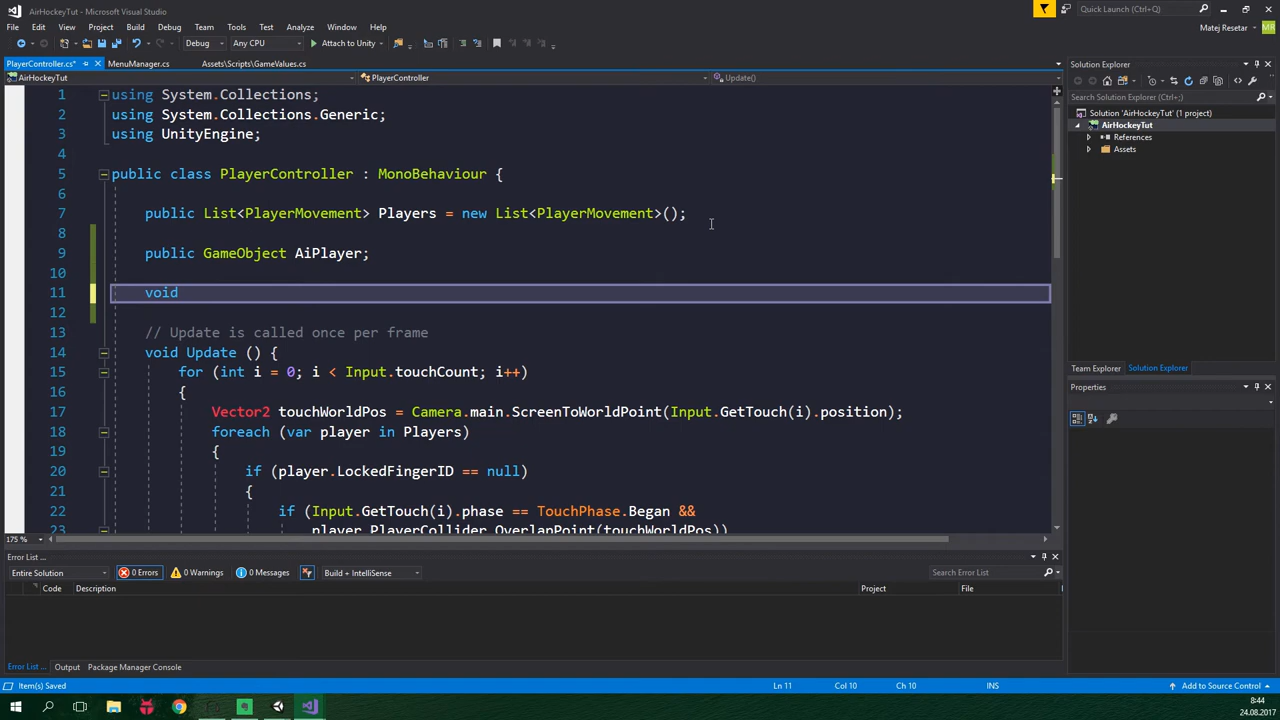 AirHockeyTut - Microsoft Visual Studio
Quick Launch (Ctrl+Q)
File Edit View Project Build Debug Team Tools Test Analyze Window Help
Matej Resetar MR
Debug Any CPU Attach to Unity
PlayerController.cs* MenuManager.cs Assets\Scripts\GameValues.cs
AirHockeyTut PlayerController Update()
1 using System.Collections;
2 using System.Collections.Generic;
3 using UnityEngine;
4
5 public class PlayerController : MonoBehaviour {
6
7 public List<PlayerMovement> Players = new List<PlayerMovement>();
8
9 public GameObject AiPlayer;
10
11 void
12
13 // Update is called once per frame
14 void Update () {
15 for (int i = 0; i < Input.touchCount; i++)
16 {
17 Vector2 touchWorldPos = Camera.main.ScreenToWorldPoint(Input.GetTouch(i).position);
18 foreach (var player in Players)
19 {
20 if (player.LockedFingerID == null)
21 {
22 if (Input.GetTouch(i).phase == TouchPhase.Began &&
23 player.PlayerCollider.OverlapPoint(touchWorldPos))
175 %
Solution Explorer
Search Solution Explorer (Ctrl+;)
Solution 'AirHockeyTut' (1 project)
AirHockeyTut
References
Assets
Team Explorer Solution Explorer
Properties
Error List ...
Entire Solution 0 Errors 0 Warnings 0 Messages Build + IntelliSense Search Error List
Code Description Project File
Error List ... Output Package Manager Console
Item(s) Saved Ln 11 Col 10 Ch 10 INS Add to Source Control
8:44
24.08.2017